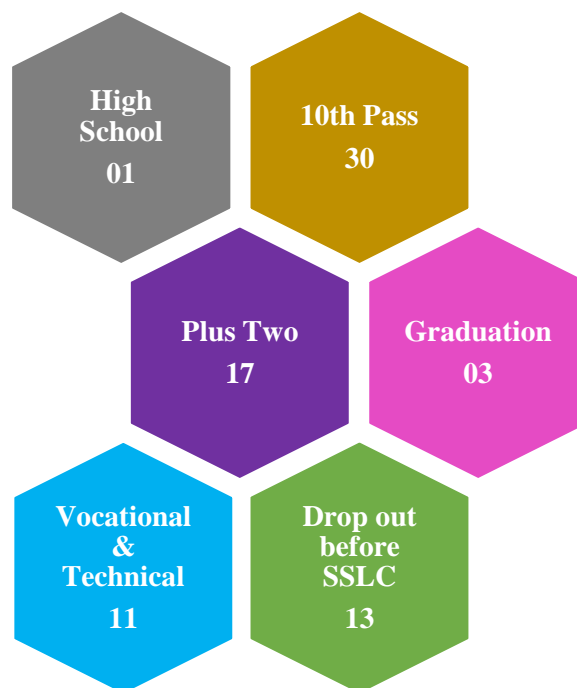 High
School
01
10th Pass
30
Plus Two
17
Graduation
03
Vocational
&
Technical
11
Drop out
before
SSLC
13